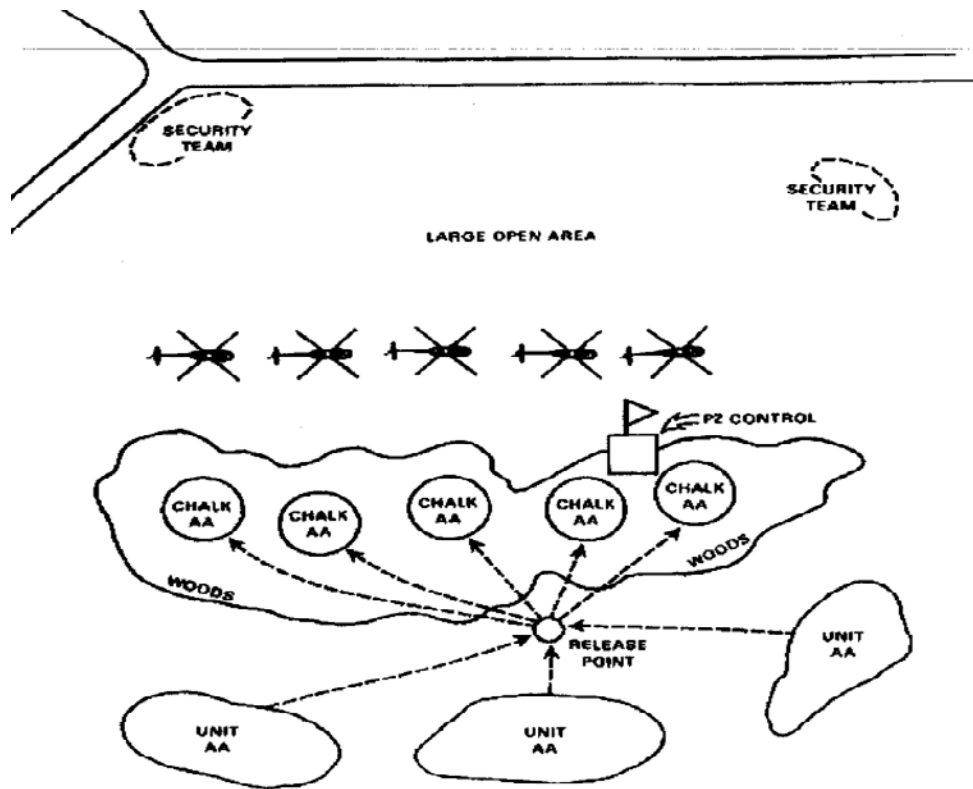 SECURITY
TEAM
SECURITY
TEAM
LARGE OPEN AREA
PZ CONTROL
CHALK
AA
CHALK
AA
CHALK
AA
CHALK
AA
CHALK
AA
WOODS
WOODS
RELEASE
POINT
UNIT
AA
UNIT
AA
UNIT
AA